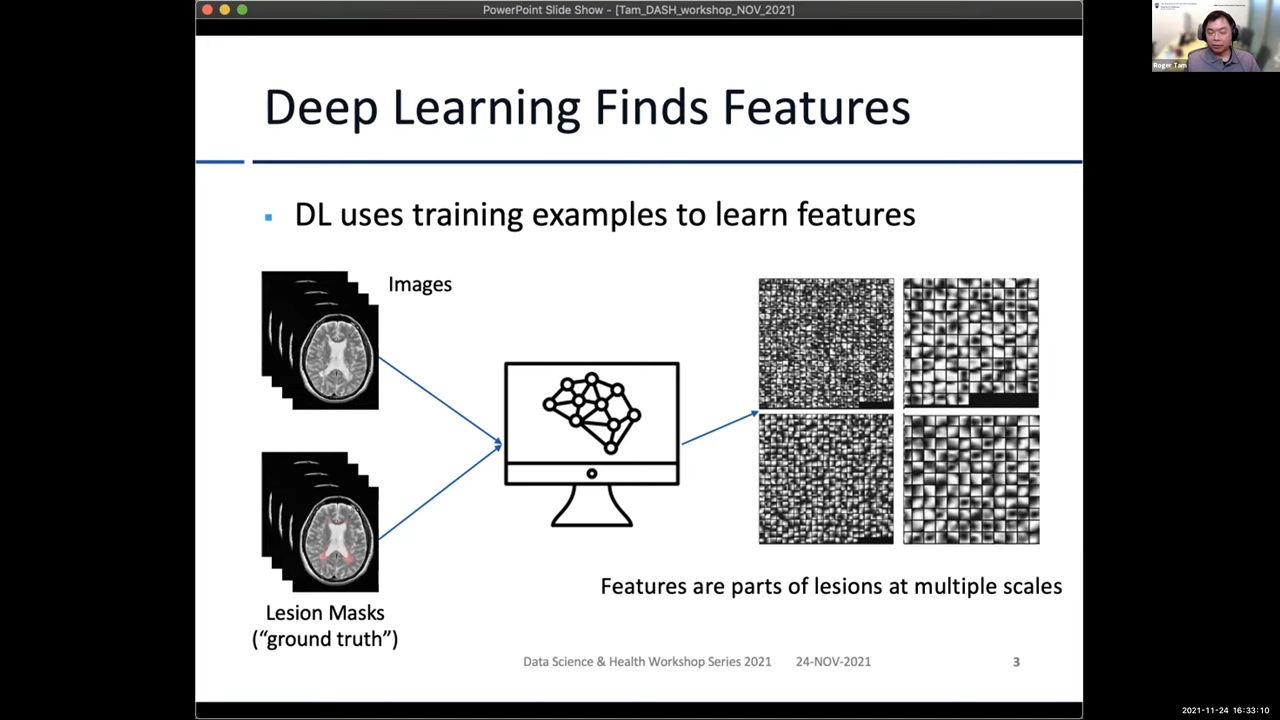 PowerPoint Slide Show - [Tam_DASH_workshop_NOV_2021]
Roger Tam
Deep Learning Finds Features
▪ DL uses training examples to learn features
Images
Lesion Masks
(“ground truth”)
Features are parts of lesions at multiple scales
Data Science & Health Workshop Series 2021 24-NOV-2021 3
2021-11-24 16:33:10